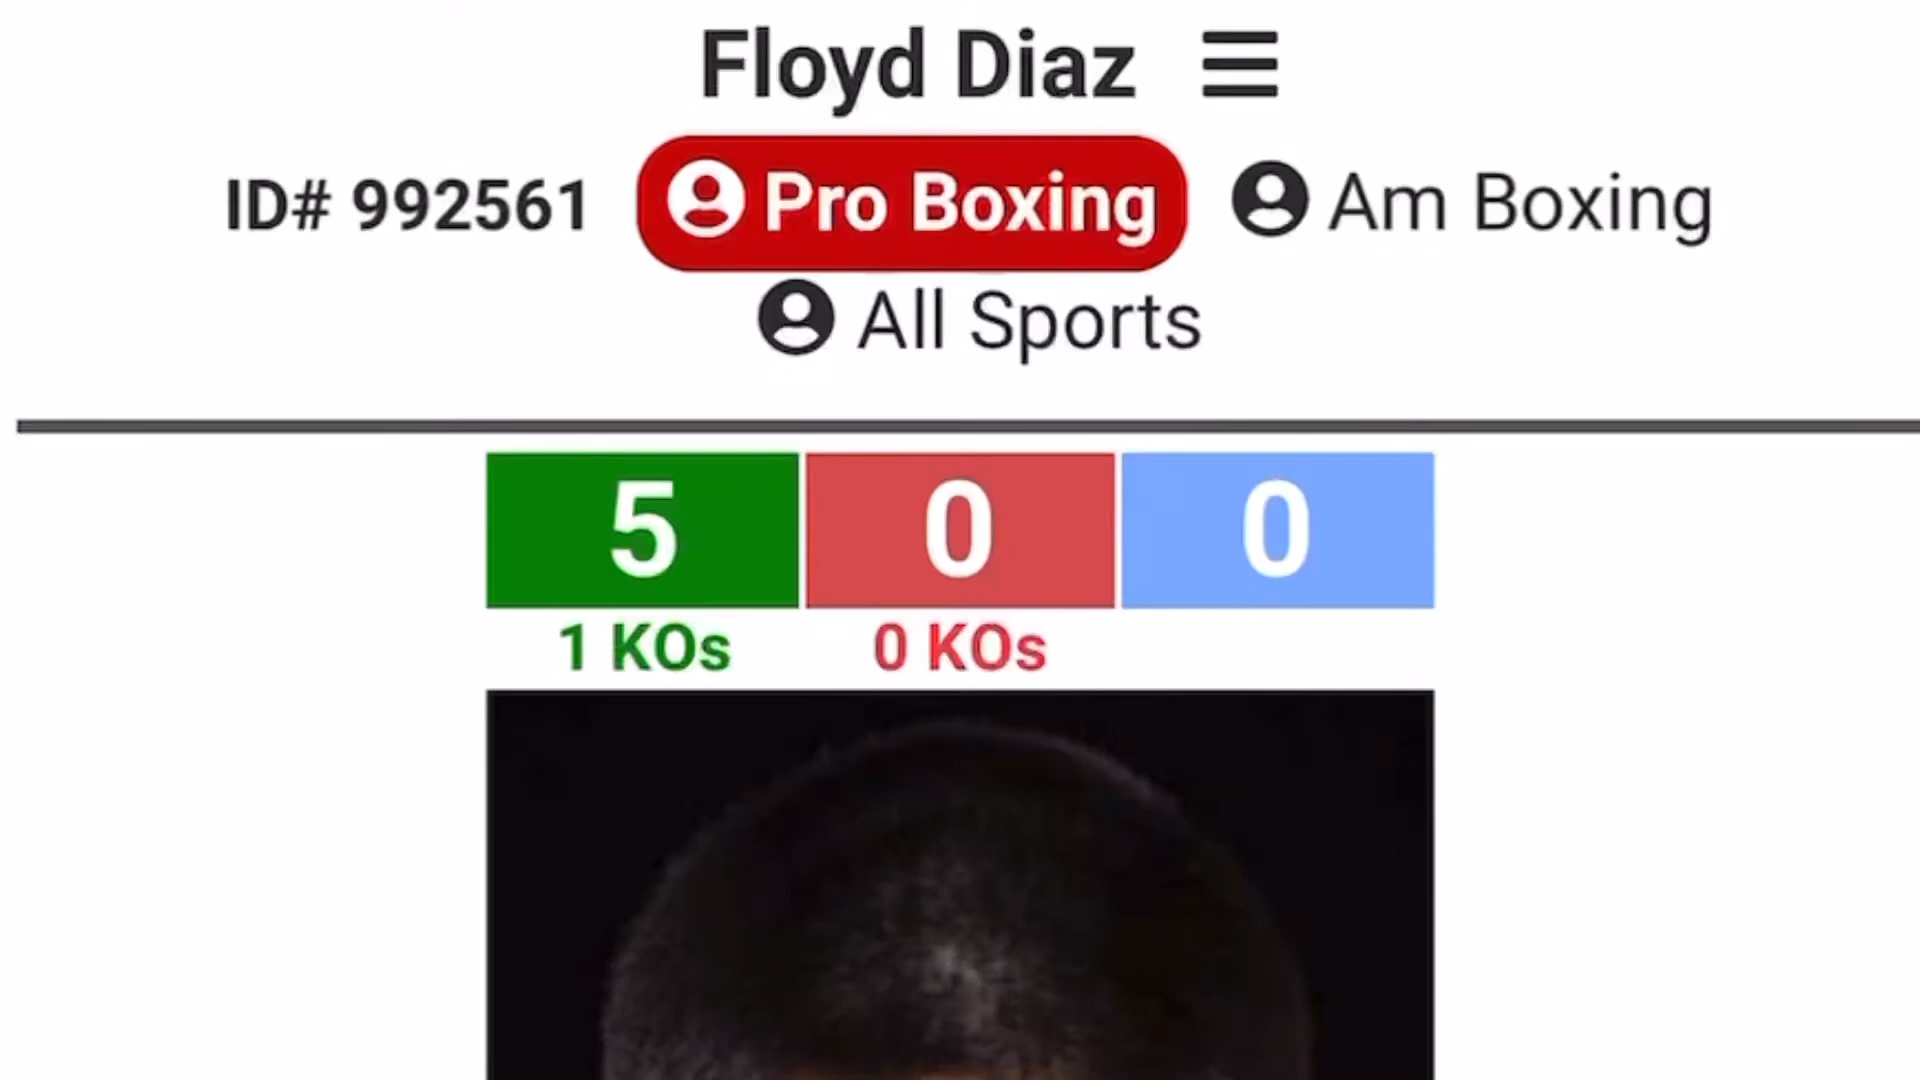 Floyd Diaz
ID# 992561 Pro Boxing Am Boxing
All Sports
5 0 0
1 KOs 0 KOs